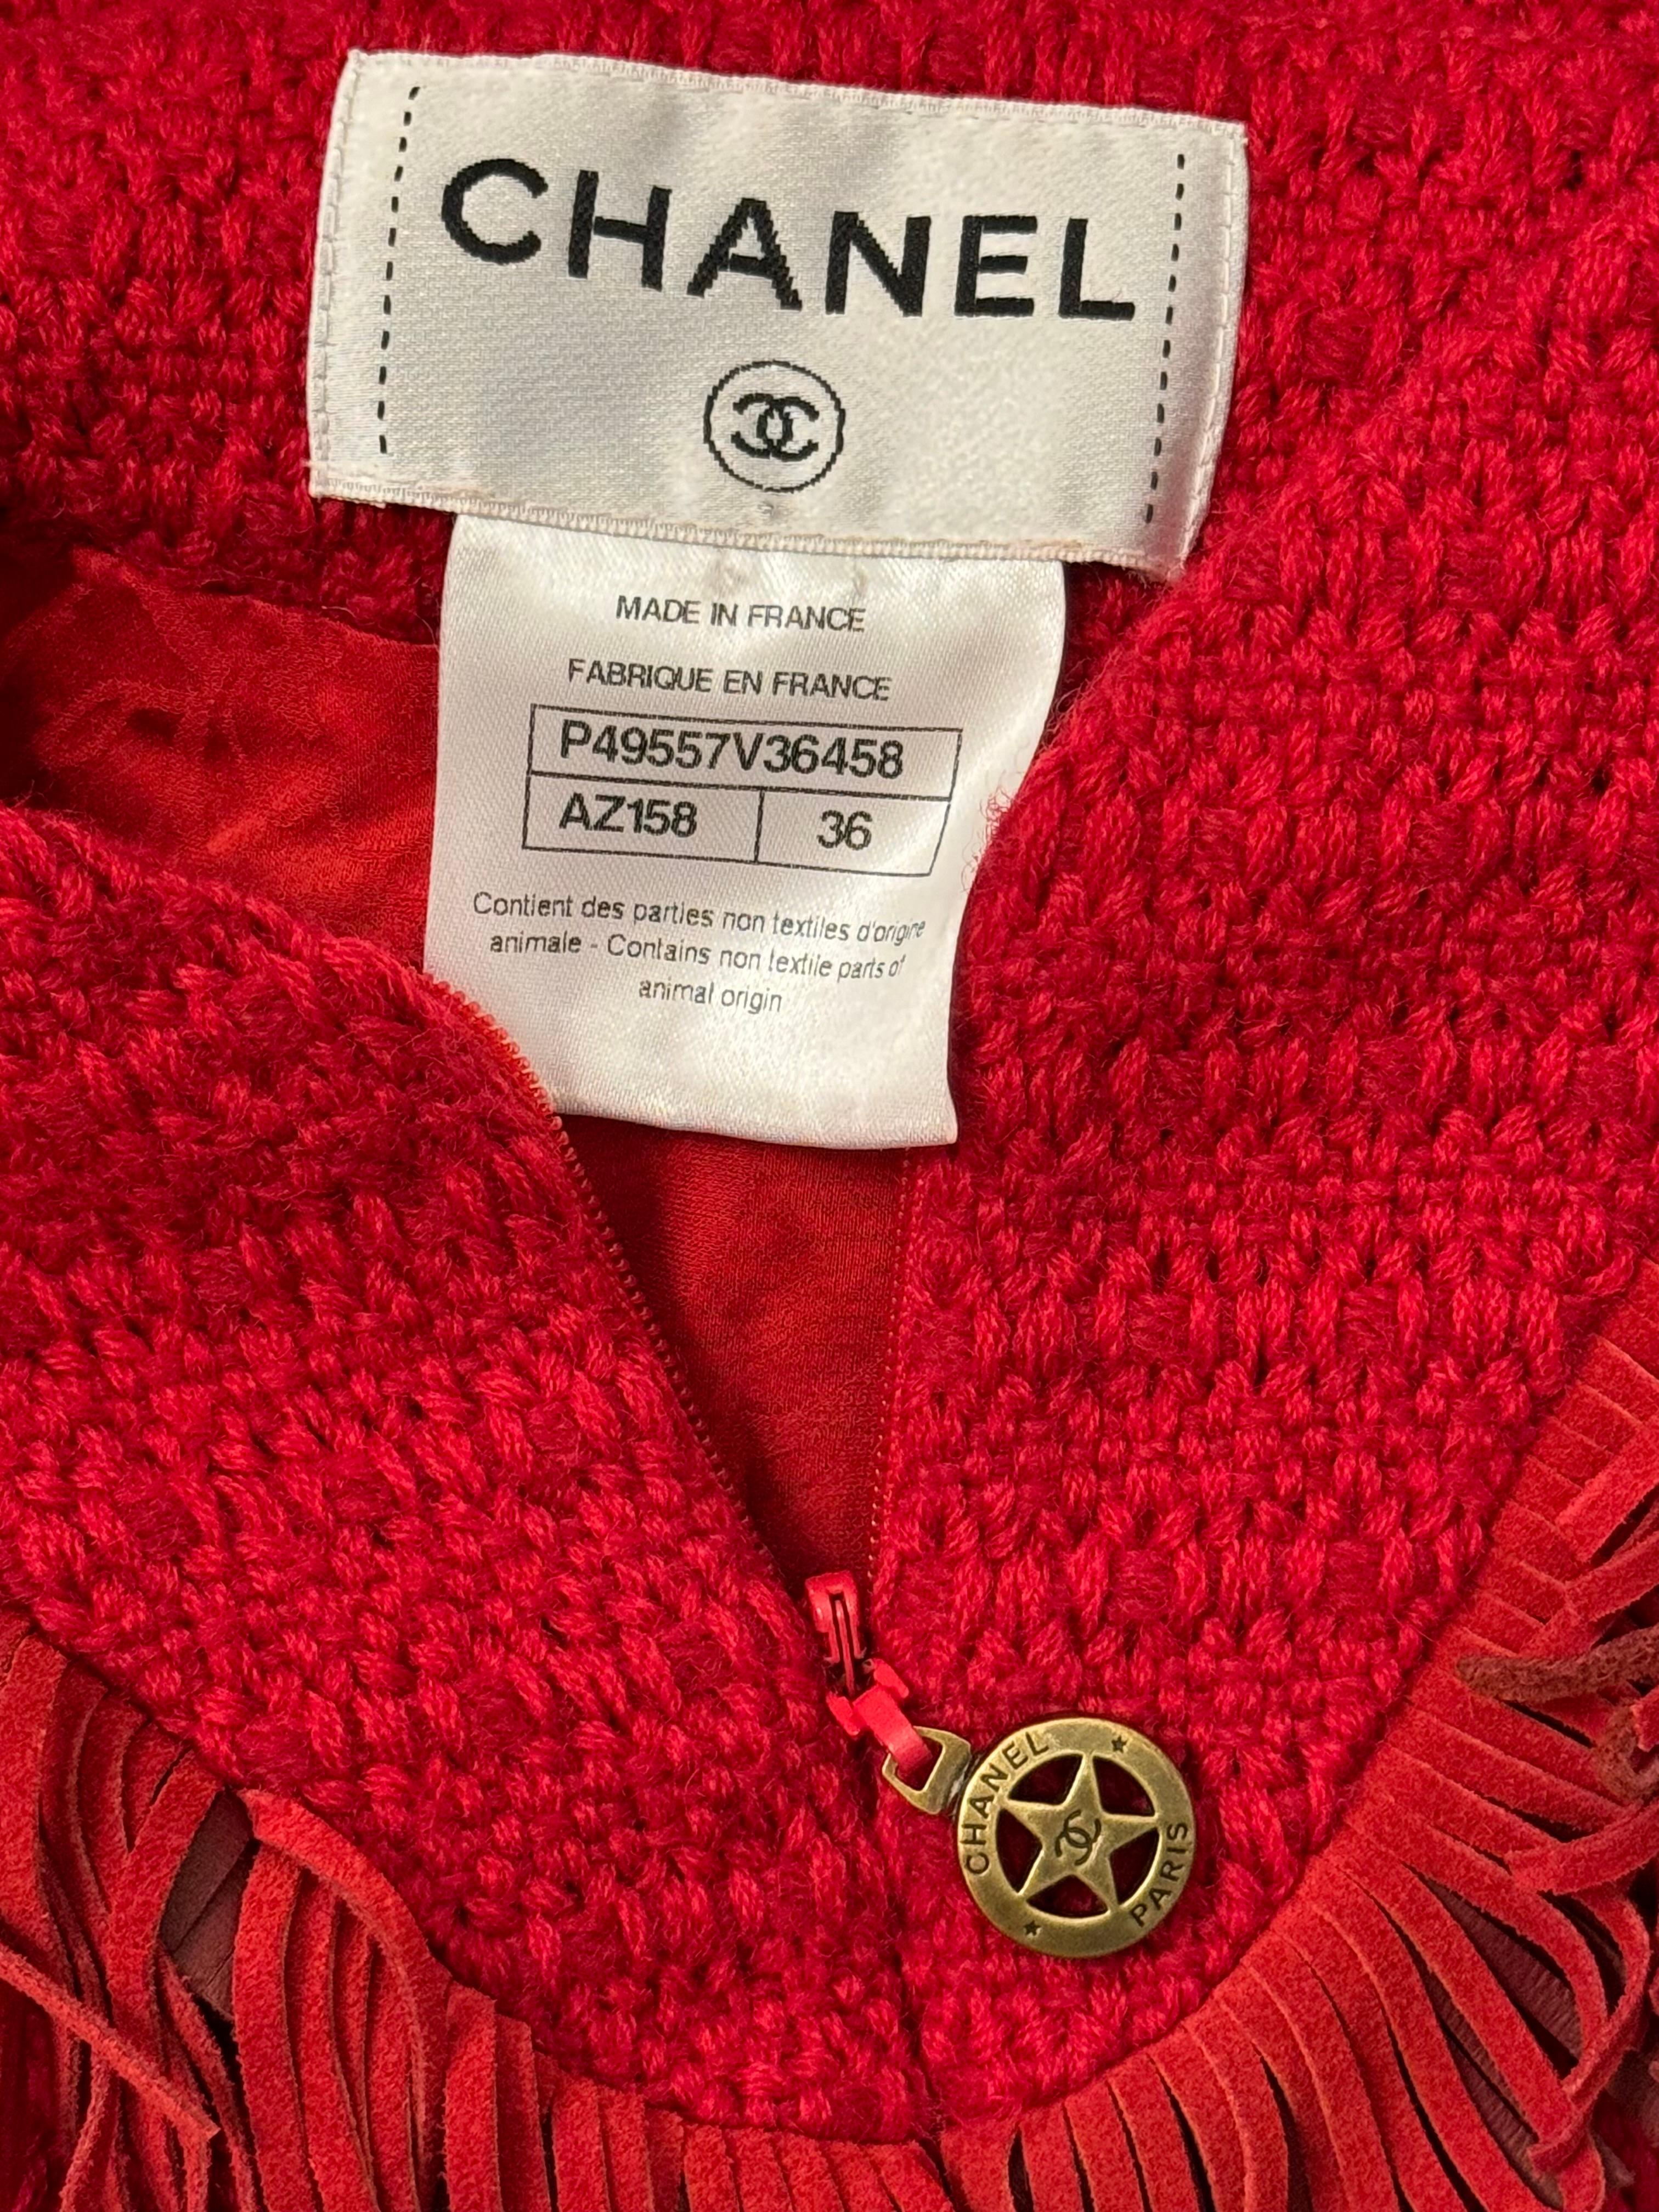 CHANEL
MADE IN FRANCE
FABRIQUE EN FRANCE
P49557V36458
AZ158 36
Contient des parties non textiles d'origine
animale - Contains non textile parts of
animal origin
CHANEL
PARIS